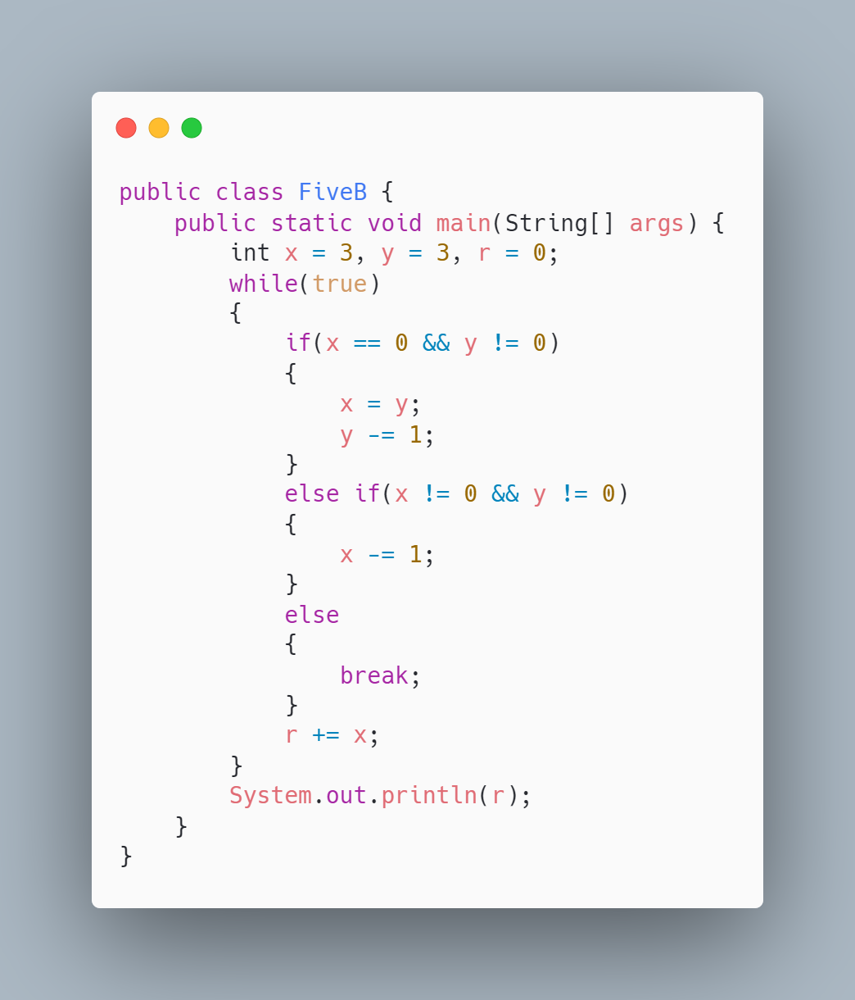 public class FiveB {
    public static void main(String[] args) {
        int x = 3, y = 3, r = 0;
        while(true)
        {
            if(x == 0 && y != 0)
            {
                x = y;
                y -= 1;
            }
            else if(x != 0 && y != 0)
            {
                x -= 1;
            }
            else
            {
                break;
            }
            r += x;
        }
        System.out.println(r);
    }
}